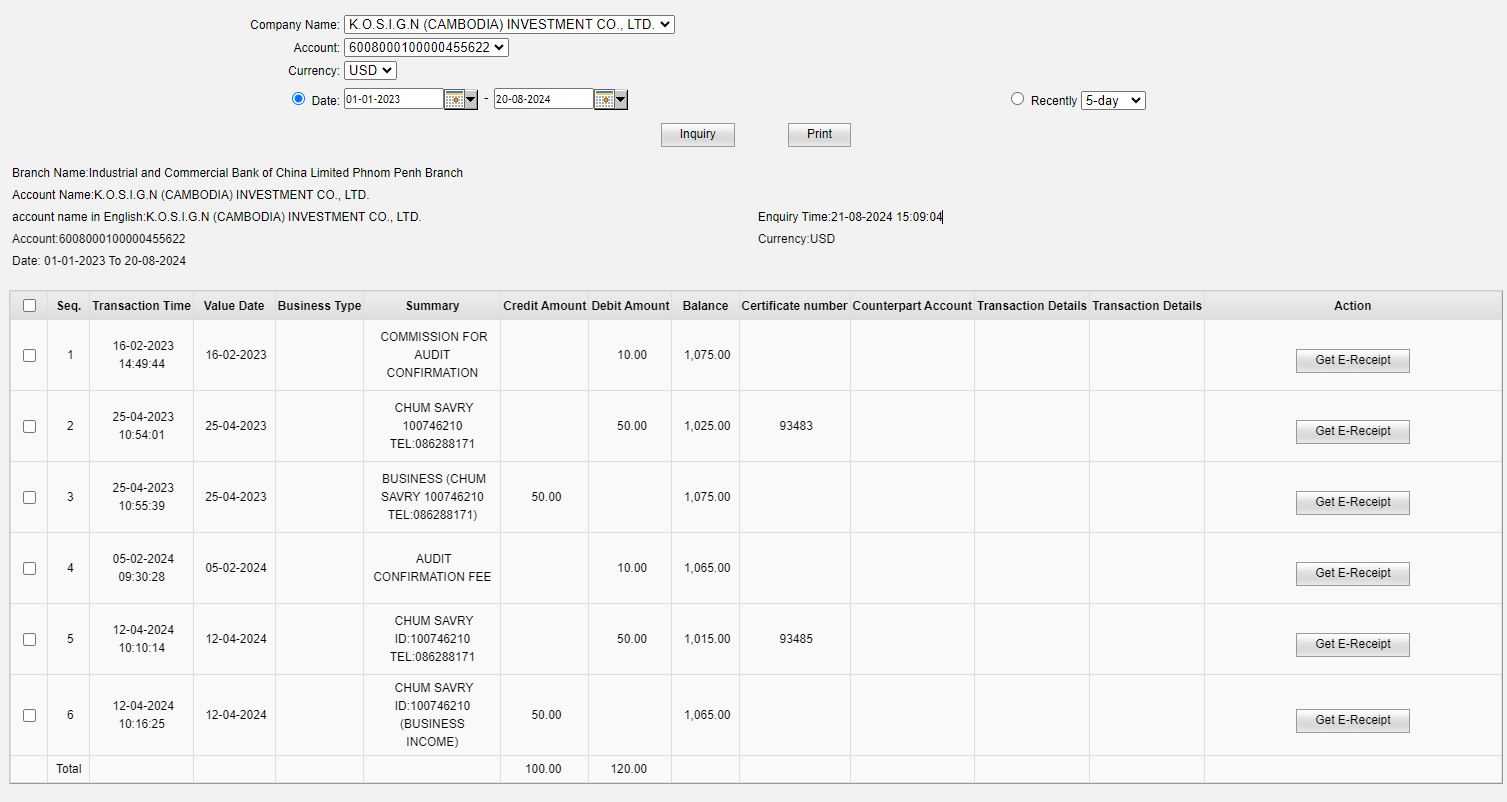 Company Name: K.O.S.I.G.N (CAMBODIA) INVESTMENT CO., LTD.
Account: 6008000100000455622
Currency: USD
Date: 01-01-2023 - 20-08-2024 Recently 5-day
Inquiry Print
Branch Name:Industrial and Commercial Bank of China Limited Phnom Penh Branch
Account Name:K.O.S.I.G.N (CAMBODIA) INVESTMENT CO., LTD.
account name in English:K.O.S.I.G.N (CAMBODIA) INVESTMENT CO., LTD. Enquiry Time:21-08-2024 15:09:04
Account:6008000100000455622 Currency:USD
Date: 01-01-2023 To 20-08-2024
Seq. Transaction Time Value Date Business Type Summary Credit Amount Debit Amount Balance Certificate number Counterpart Account Transaction Details Transaction Details Action
1 16-02-2023 14:49:44 16-02-2023 COMMISSION FOR AUDIT CONFIRMATION 10.00 1,075.00 Get E-Receipt
2 25-04-2023 10:54:01 25-04-2023 CHUM SAVRY 100746210 TEL:086288171 50.00 1,025.00 93483 Get E-Receipt
3 25-04-2023 10:55:39 25-04-2023 BUSINESS (CHUM SAVRY 100746210 TEL:086288171) 50.00 1,075.00 Get E-Receipt
4 05-02-2024 09:30:28 05-02-2024 AUDIT CONFIRMATION FEE 10.00 1,065.00 Get E-Receipt
5 12-04-2024 10:10:14 12-04-2024 CHUM SAVRY ID:100746210 TEL:086288171 50.00 1,015.00 93485 Get E-Receipt
6 12-04-2024 10:16:25 12-04-2024 CHUM SAVRY ID:100746210 (BUSINESS INCOME) 50.00 1,065.00 Get E-Receipt
Total 100.00 120.00